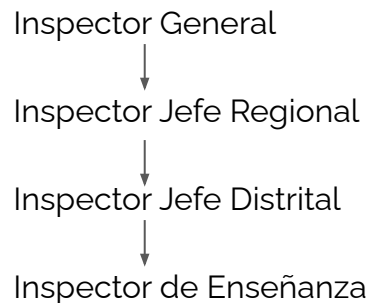 Inspector General
Inspector Jefe Regional
Inspector Jefe Distrital
Inspector de Enseñanza